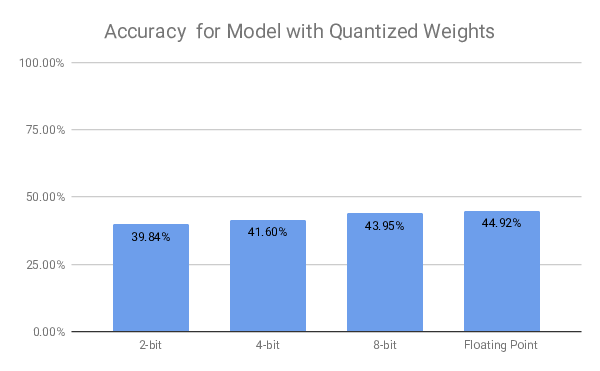 Accuracy  for Model with Quantized Weights
100.00%
75.00%
50.00%
25.00%
0.00%
39.84%
41.60%
43.95%
44.92%
2-bit
4-bit
8-bit
Floating Point